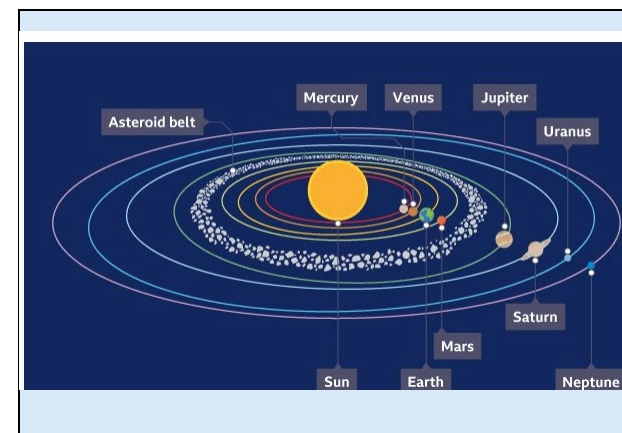 Mercury
Venus
Jupiter
Asteroid belt
Uranus
Saturn
Mars
Sun
Earth
Neptune